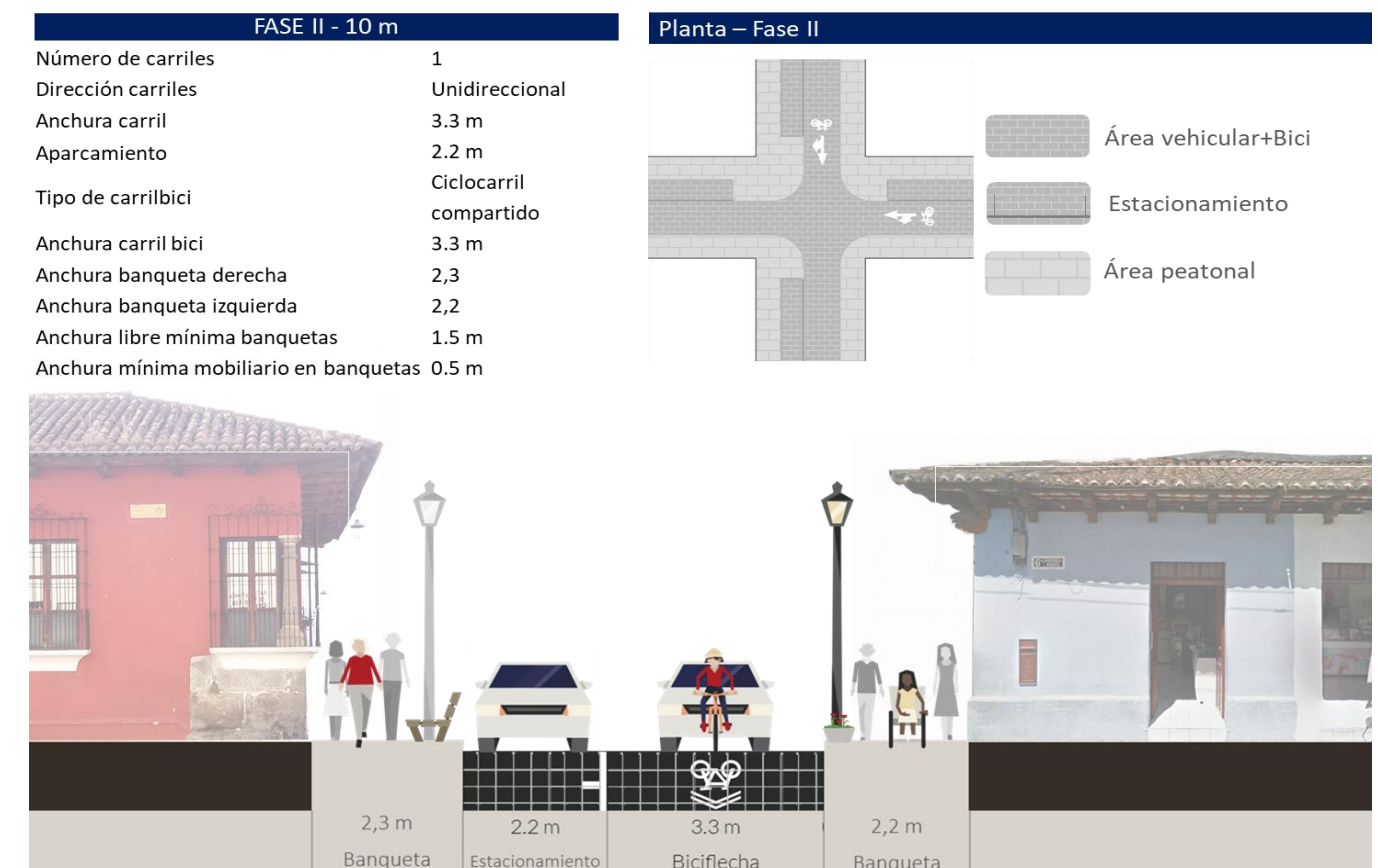 FASE II - 10 m
Número de carriles 1
Dirección carriles Unidireccional
Anchura carril 3.3 m
Aparcamiento 2.2 m
Tipo de carrilbici Ciclocarril
compartido
Anchura carril bici 3.3 m
Anchura banqueta derecha 2,3
Anchura banqueta izquierda 2,2
Anchura libre mínima banquetas 1.5 m
Anchura mínima mobiliario en banquetas 0.5 m
Planta – Fase II
Área vehicular+Bici
Estacionamiento
Área peatonal
2,3 m
Banqueta
2.2 m
Estacionamiento
3.3 m
Biciflecha
2,2 m
Banqueta